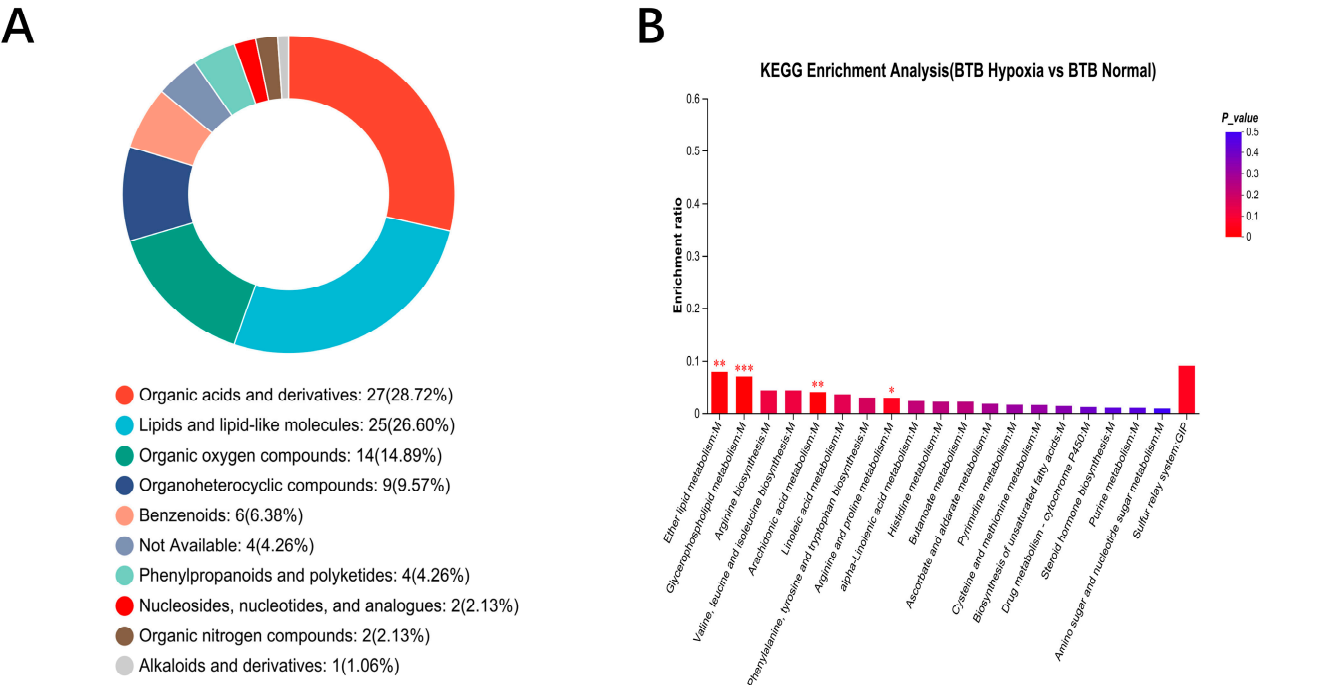 A
Organic acids and derivatives: 27(28.72%)
Lipids and lipid-like molecules: 25(26.60%)
Organic oxygen compounds: 14(14.89%)
Organoheterocyclic compounds: 9(9.57%)
Benzenoids: 6(6.38%)
Not Available: 4(4.26%)
Phenylpropanoids and polyketides: 4(4.26%)
Nucleosides, nucleotides, and analogues: 2(2.13%)
Organic nitrogen compounds: 2(2.13%)
Alkaloids and derivatives: 1(1.06%)
B
KEGG Enrichment Analysis(BTB Hypoxia vs BTB Normal)
Enrichment ratio
0.6
0.5
0.4
0.3
0.2
0.1
0
**
***
**
*
Ether lipid metabolism:M
Glycerophospholipid metabolism:M
Arginine biosynthesis:M
Valine, leucine and isoleucine biosynthesis:M
Arachidonic acid metabolism:M
Linoleic acid metabolism:M
Phenylalanine, tyrosine and tryptophan biosynthesis:M
Arginine and proline metabolism:M
alpha-Linolenic acid metabolism:M
Histidine metabolism:M
Butanoate metabolism:M
Ascorbate and aldarate metabolism:M
Pyrimidine metabolism:M
Cysteine and methionine metabolism:M
Biosynthesis of unsaturated fatty acids:M
Drug metabolism - cytochrome P450:M
Steroid hormone biosynthesis:M
Purine metabolism:M
Amino sugar and nucleotide sugar metabolism:M
Sulfur relay system:GIP
P_value
0.5
0.4
0.3
0.2
0.1
0